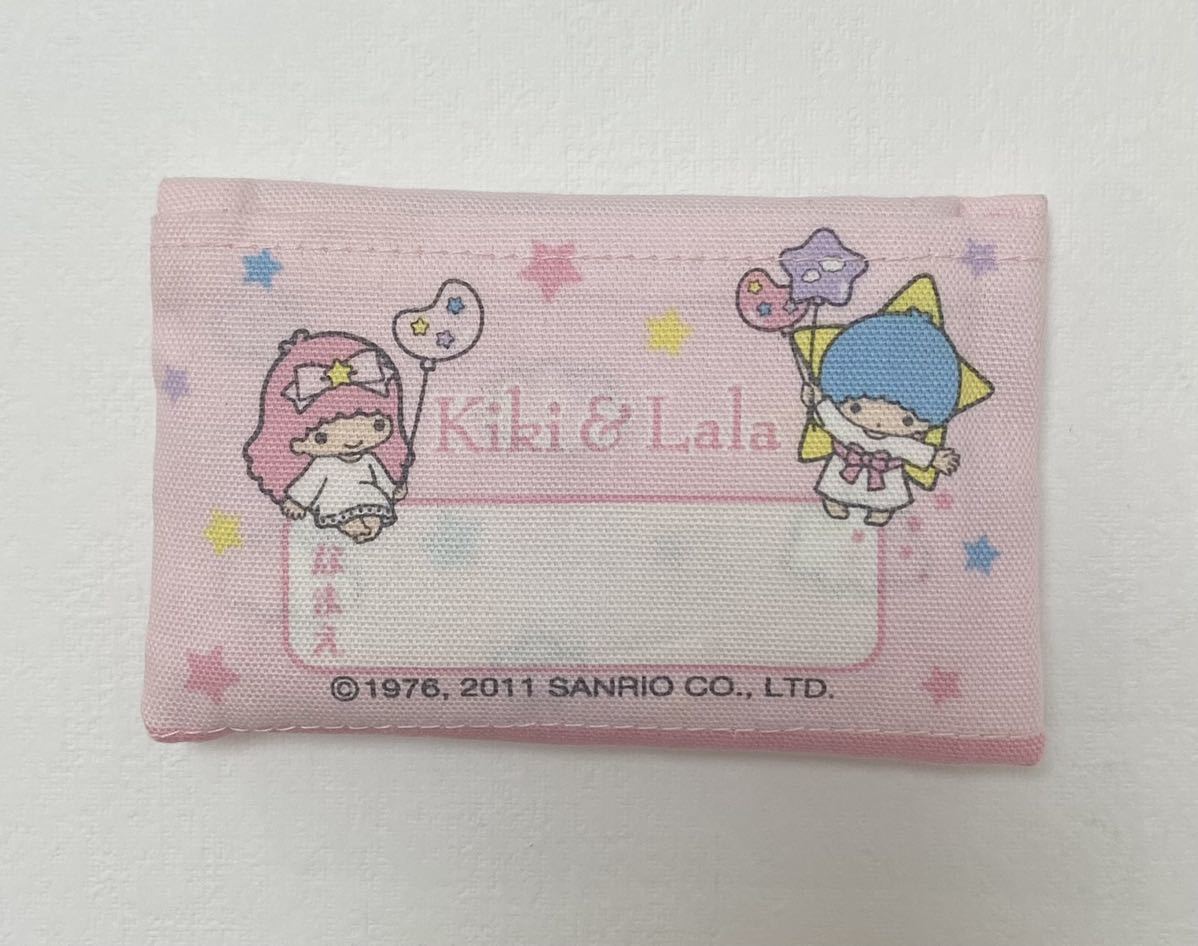 Kiki & Lala
©1976, 2011 SANRIO CO., LTD.